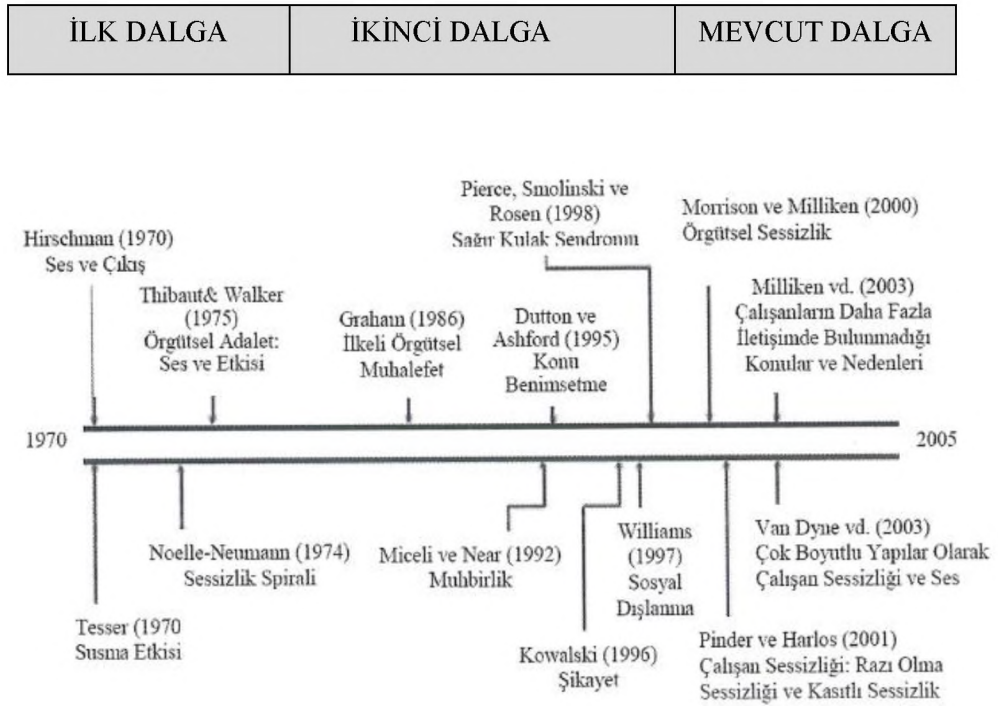 İLK DALGA
İKİNCİ DALGA
MEVCUT DALGA
Pierce, Smolinski ve
Rosen (1998)
Sağır Kulak Sendromu
Morrison ve Milliken (2000)
Örgütsel Sessizlik
Hirschman (1970)
Ses ve Çıkış
Thibaut& Walker
(1975)
Örgütsel Adalet:
Ses ve Etkisi
Graham (1986)
İlkeli Örgütsel
Muhalefet
Dutton ve
Ashford (1995)
Konu
Benimsetme
Milliken vd. (2003)
Çalışanların Daha Fazla
İletişimde Bulunmadığı
Konular ve Nedenleri
1970
2005
Noelle-Neumann (1974)
Sessizlik Spirali
Miceli ve Near (1992)
Muhbirlik
Williams
(1997)
Sosyal
Dışlanma
Van Dyne vd. (2003)
Çok Boyutlu Yapılar Olarak
Çalışan Sessizliği ve Ses
Tesser (1970
Susma Etkisi
Kowalski (1996)
Şikayet
Pinder ve Harlos (2001)
Çalışan Sessizliği: Razı Olma
Sessizliği ve Kasıtlı Sessizlik